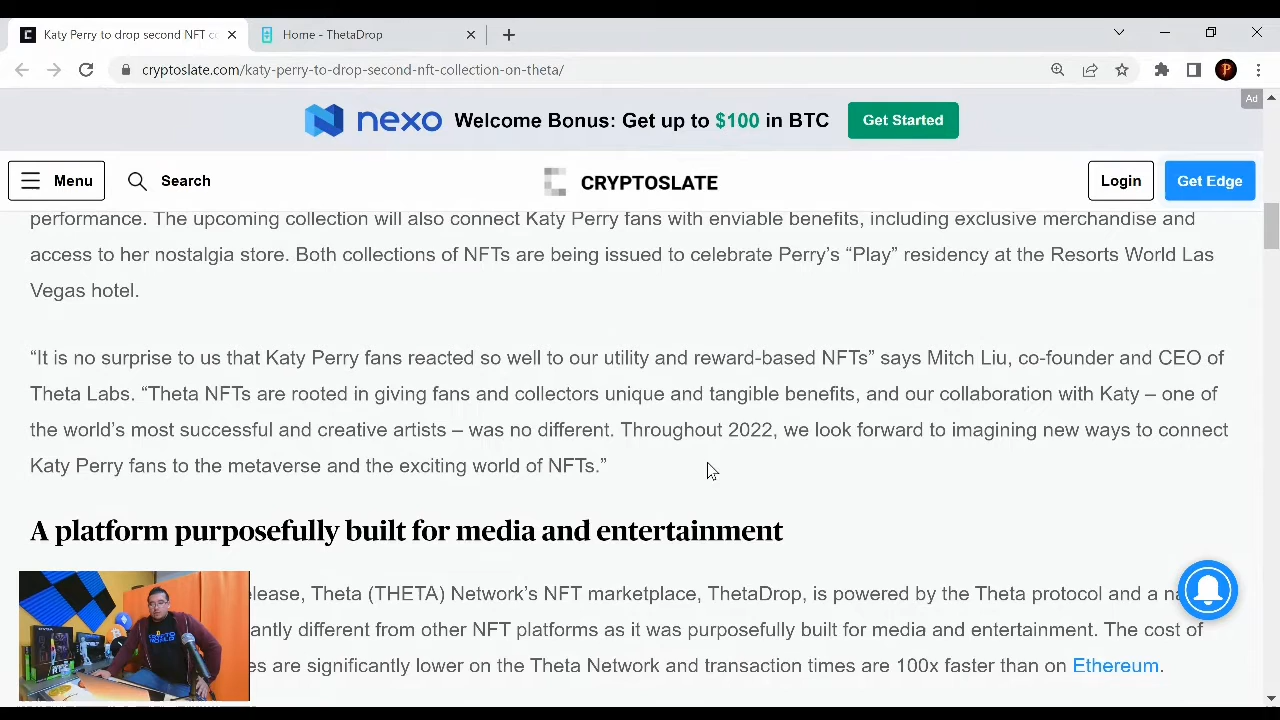 Katy Perry to drop second NFT c
Home - ThetaDrop
cryptoslate.com/katy-perry-to-drop-second-nft-collection-on-theta/
P
Ad
nexo Welcome Bonus: Get up to $100 in BTC Get Started
Menu Search CRYPTOSLATE Login Get Edge
performance. The upcoming collection will also connect Katy Perry fans with enviable benefits, including exclusive merchandise and
access to her nostalgia store. Both collections of NFTs are being issued to celebrate Perry’s “Play” residency at the Resorts World Las
Vegas hotel.
“It is no surprise to us that Katy Perry fans reacted so well to our utility and reward-based NFTs” says Mitch Liu, co-founder and CEO of
Theta Labs. “Theta NFTs are rooted in giving fans and collectors unique and tangible benefits, and our collaboration with Katy – one of
the world’s most successful and creative artists – was no different. Throughout 2022, we look forward to imagining new ways to connect
Katy Perry fans to the metaverse and the exciting world of NFTs.”
A platform purposefully built for media and entertainment
lease, Theta (THETA) Network’s NFT marketplace, ThetaDrop, is powered by the Theta protocol and a na
antly different from other NFT platforms as it was purposefully built for media and entertainment. The cost of
es are significantly lower on the Theta Network and transaction times are 100x faster than on Ethereum.